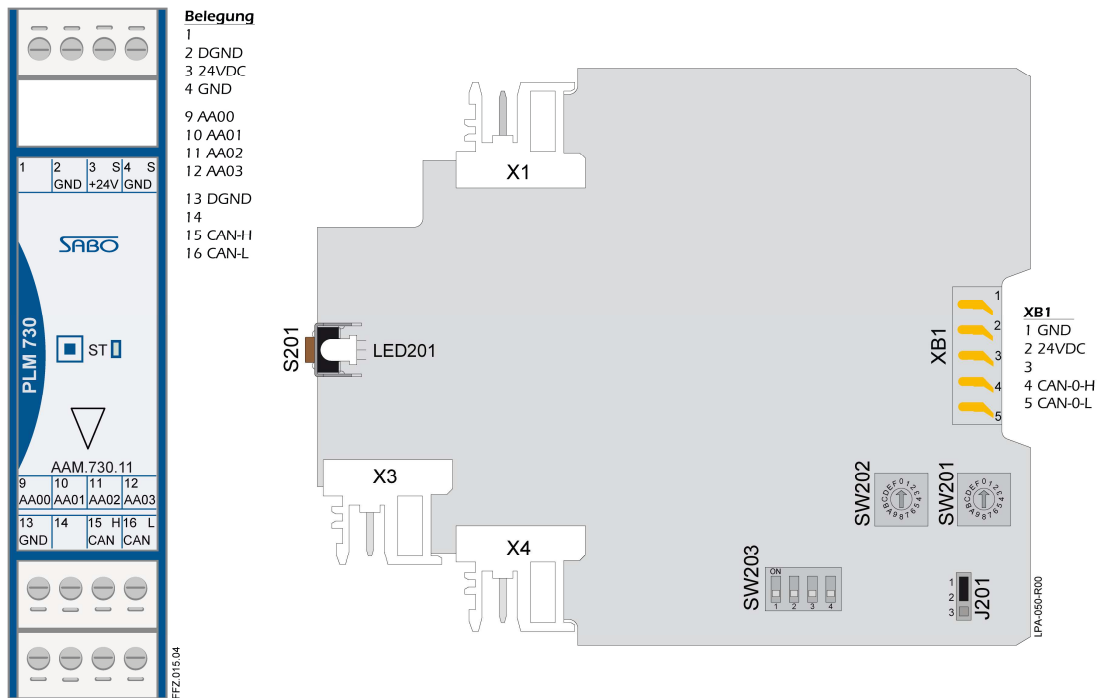 Belegung
1
2 DGND
3 24VDC
4 GND
9 AA00
10 AA01
11 AA02
12 AA03
13 DGND
14
15 CAN-H
16 CAN-L
1 2 3 S 4 S
GND +24V GND
SABO
PLM 730
ST
AAM.730.11
9 10 11 12
AA00 AA01 AA02 AA03
13 14 15 H 16 L
GND CAN CAN
FFZ.015.04
X1
S201
LED201
X3
X4
XB1
1
2
3
4
5
XB1
1 GND
2 24VDC
3
4 CAN-0-H
5 CAN-0-L
SW202
0123456789ABCDEF
SW201
0123456789ABCDEF
SW203
ON
1 2 3 4
1
2
3
J201
LPA-050-R00